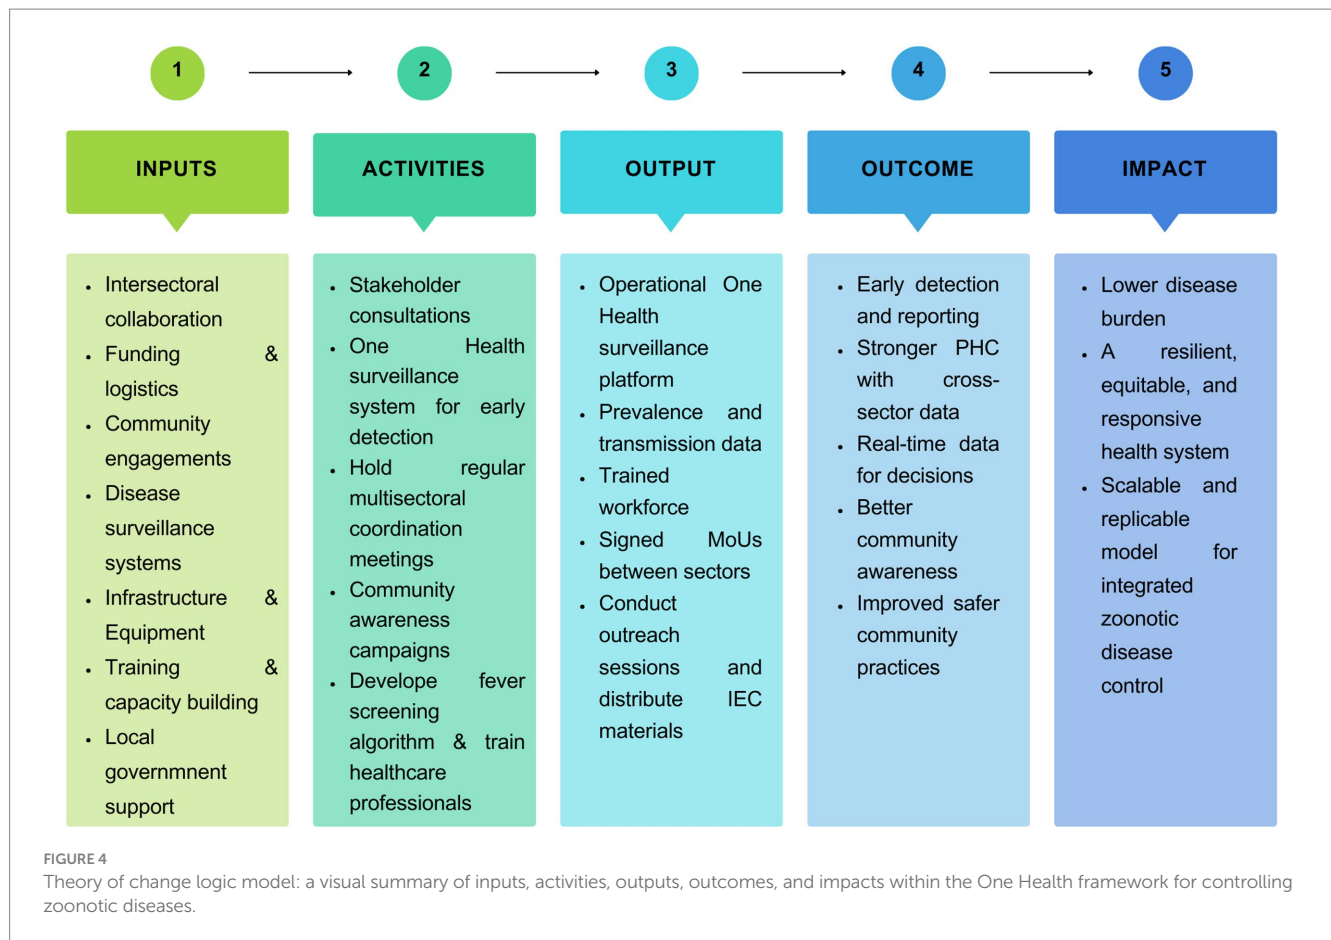 1
2
3
4
5
INPUTS
ACTIVITIES
OUTPUT
OUTCOME
IMPACT
• Intersectoral
collaboration
• Funding &
logistics
• Community
engagements
• Disease
surveillance
systems
• Infrastructure &
Equipment
• Training &
capacity building
• Local
governmnent
support
• Stakeholder
consultations
• One Health
surveillance
system for early
detection
• Hold regular
multisectoral
coordination
meetings
• Community
awareness
campaigns
• Develope fever
screening
algorithm & train
healthcare
professionals
• Operational One
Health
surveillance
platform
• Prevalence and
transmission data
• Trained
workforce
• Signed MoUs
between sectors
• Conduct
outreach
sessions and
distribute IEC
materials
• Early detection
and reporting
• Stronger PHC
with cross-
sector data
• Real-time data
for decisions
• Better
community
awareness
• Improved safer
community
practices
• Lower disease
burden
• A resilient,
equitable, and
responsive
health system
• Scalable and
replicable
model for
integrated
zoonotic
disease
control
FIGURE 4
Theory of change logic model: a visual summary of inputs, activities, outputs, outcomes, and impacts within the One Health framework for controlling
zoonotic diseases.